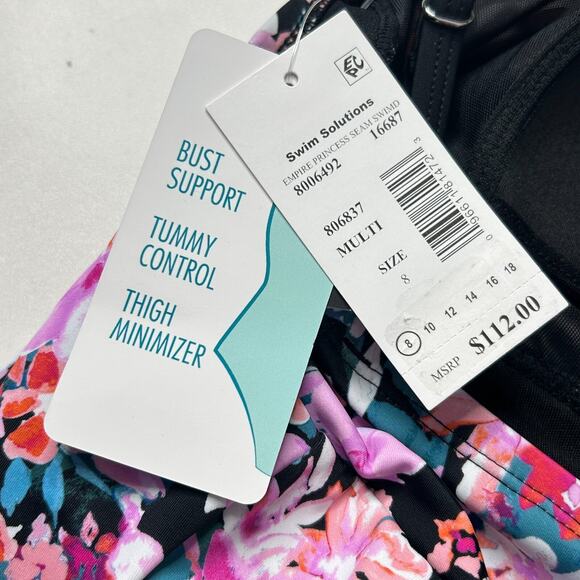 BUST
SUPPORT
TUMMY
CONTROL
THIGH
MINIMIZER
EPC
Swim Solutions
EMPIRE PRINCESS SEAM SWIMD
8006492 16687
806837
MULTI
SIZE
8
8 10 12 14 16 18
MSRP $112.00